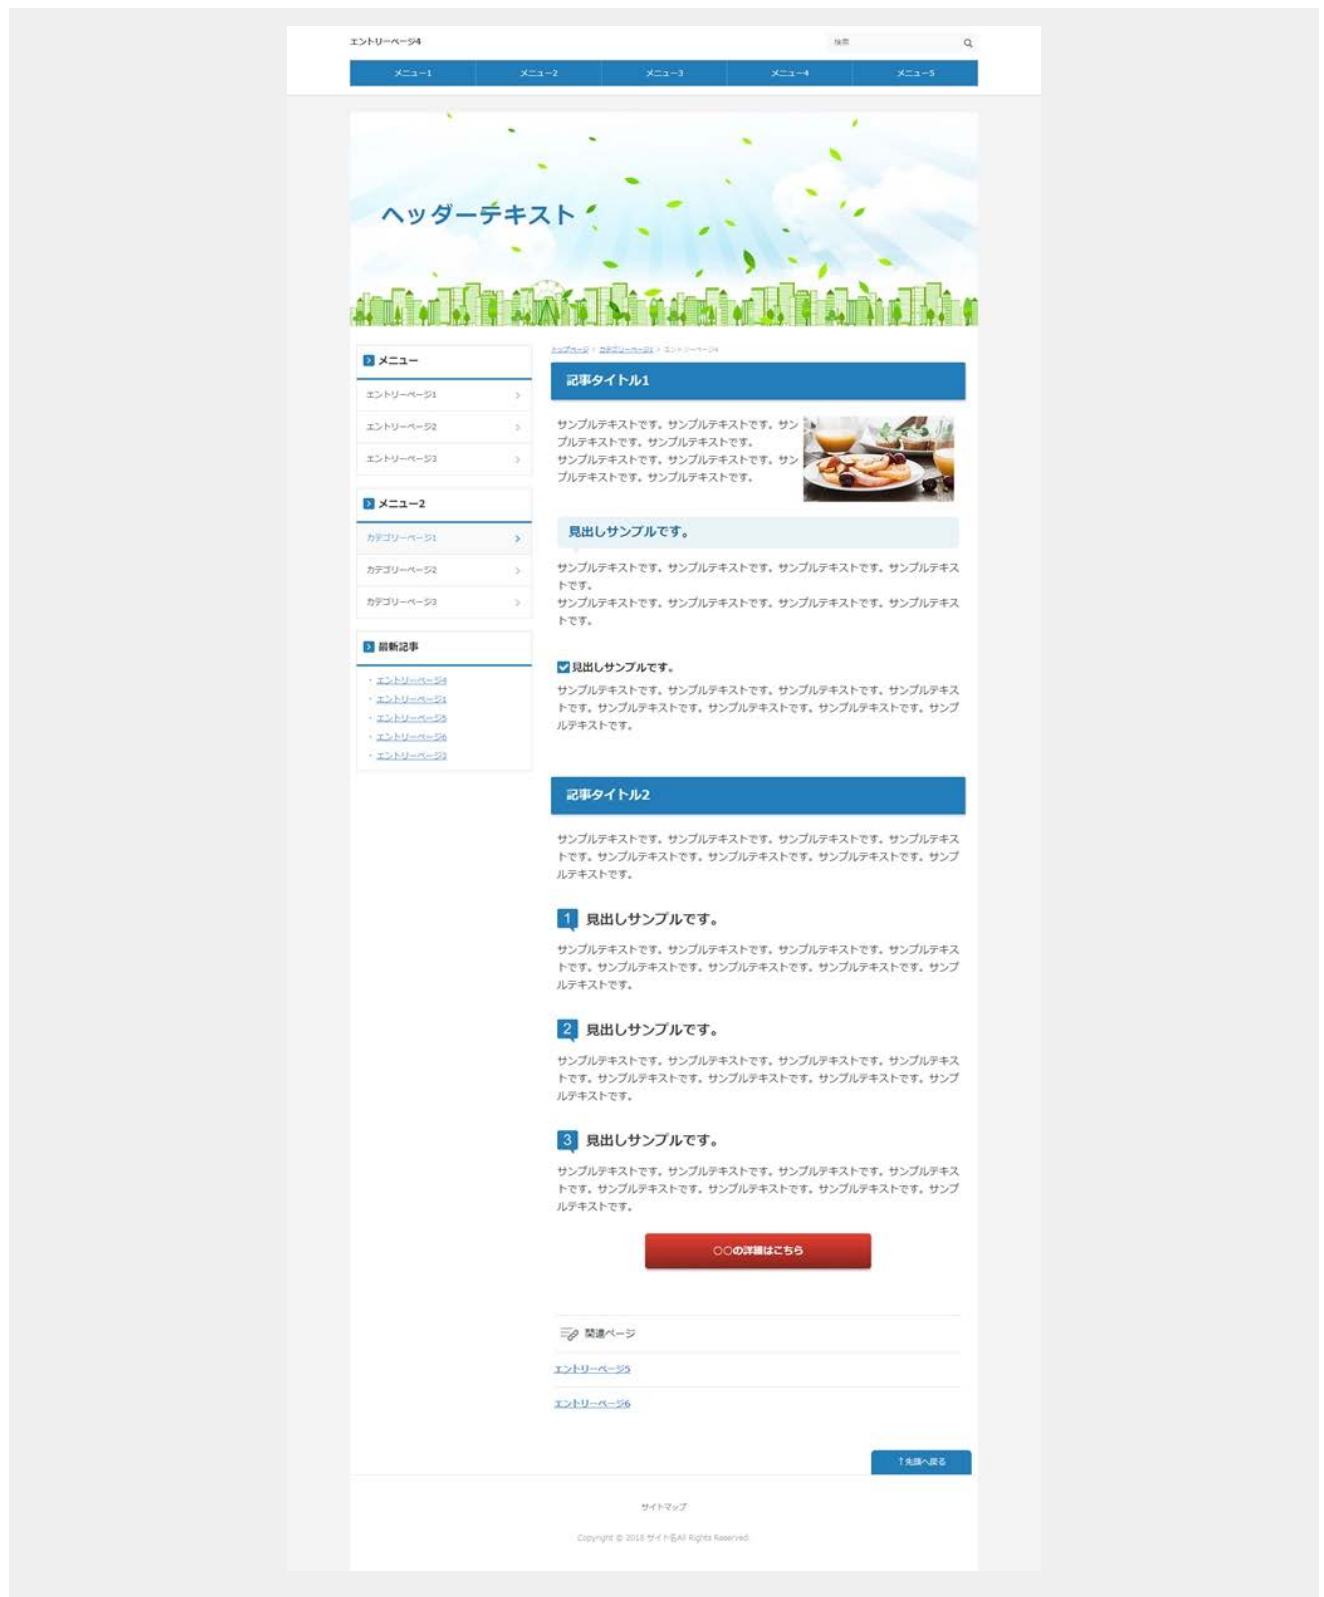 エントリーページ4
検索
メニュー1 メニュー2 メニュー3 メニュー4 メニュー5
ヘッダーテキスト
メニュー
エントリーページ1
エントリーページ2
エントリーページ3
メニュー2
カテゴリーページ1
カテゴリーページ2
カテゴリーページ3
最新記事
・エントリーページ4
・エントリーページ1
・エントリーページ5
・エントリーページ6
・エントリーページ3
トップページ > カテゴリーページ1 > エントリーページ4
記事タイトル1
サンプルテキストです。サンプルテキストです。サン
プルテキストです。サンプルテキストです。
サンプルテキストです。サンプルテキストです。サン
プルテキストです。サンプルテキストです。
見出しサンプルです。
サンプルテキストです。サンプルテキストです。サンプルテキストです。サンプルテキス
トです。
サンプルテキストです。サンプルテキストです。サンプルテキストです。サンプルテキス
トです。
見出しサンプルです。
サンプルテキストです。サンプルテキストです。サンプルテキストです。サンプルテキス
トです。サンプルテキストです。サンプルテキストです。サンプルテキストです。サンプ
ルテキストです。
記事タイトル2
サンプルテキストです。サンプルテキストです。サンプルテキストです。サンプルテキス
トです。サンプルテキストです。サンプルテキストです。サンプルテキストです。サンプ
ルテキストです。
1 見出しサンプルです。
サンプルテキストです。サンプルテキストです。サンプルテキストです。サンプルテキス
トです。サンプルテキストです。サンプルテキストです。サンプルテキストです。サンプ
ルテキストです。
2 見出しサンプルです。
サンプルテキストです。サンプルテキストです。サンプルテキストです。サンプルテキス
トです。サンプルテキストです。サンプルテキストです。サンプルテキストです。サンプ
ルテキストです。
3 見出しサンプルです。
サンプルテキストです。サンプルテキストです。サンプルテキストです。サンプルテキス
トです。サンプルテキストです。サンプルテキストです。サンプルテキストです。サンプ
ルテキストです。
○○の詳細はこちら
関連ページ
エントリーページ5
エントリーページ6
↑先頭へ戻る
サイトマップ
Copyright © 2018 サイト名All Rights Reserved.